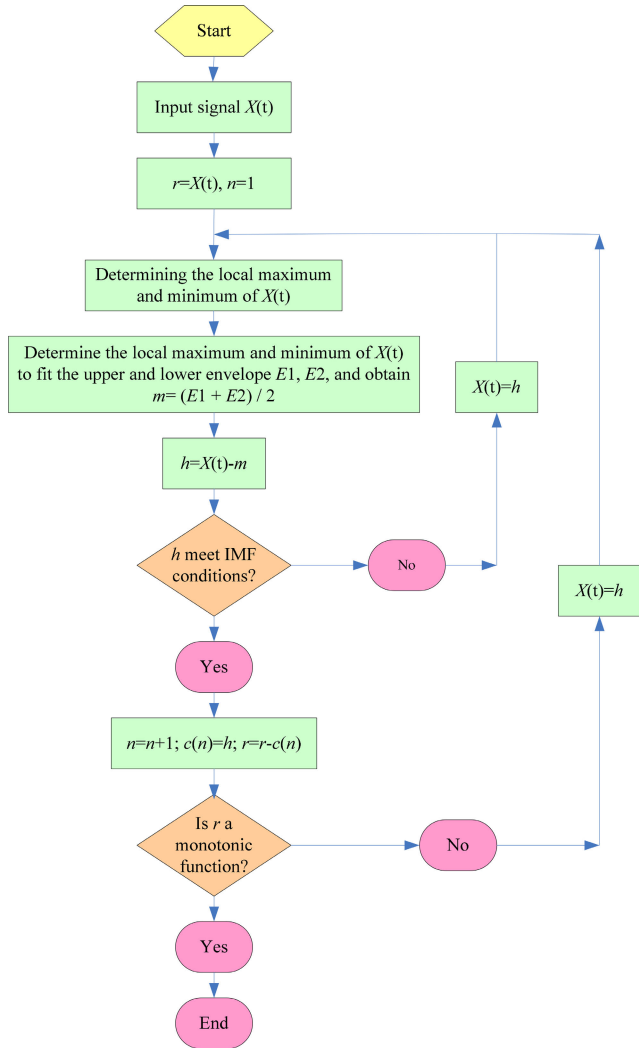 Start
Input signal X(t)
r=X(t), n=1
Determining the local maximum
and minimum of X(t)
Determine the local maximum and minimum of X(t)
to fit the upper and lower envelope E1, E2, and obtain
m= (E1 + E2) / 2
X(t)=h
h=X(t)-m
h meet IMF
conditions?
No
X(t)=h
Yes
n=n+1; c(n)=h; r=r-c(n)
Is r a
monotonic
function?
No
Yes
End